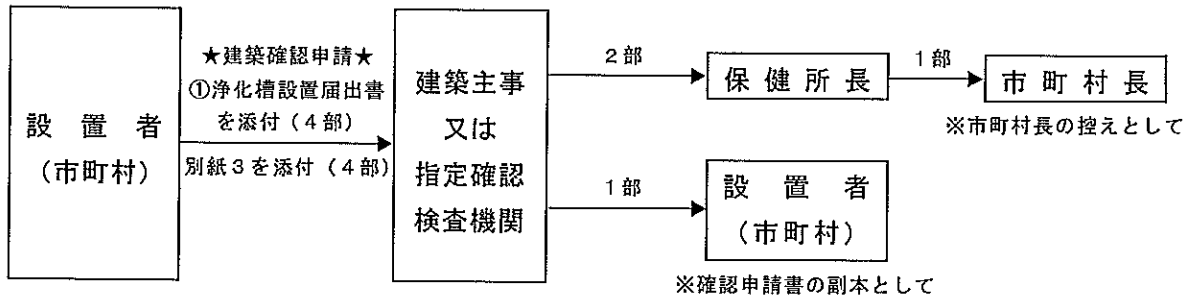 設置者
（市町村）
★建築確認申請★
①浄化槽設置届出書
を添付（４部）
別紙３を添付（４部）
建築主事
又は
指定確認
検査機関
２部
保健所長
１部
市町村長
※市町村長の控えとして
１部
設置者
（市町村）
※確認申請書の副本として